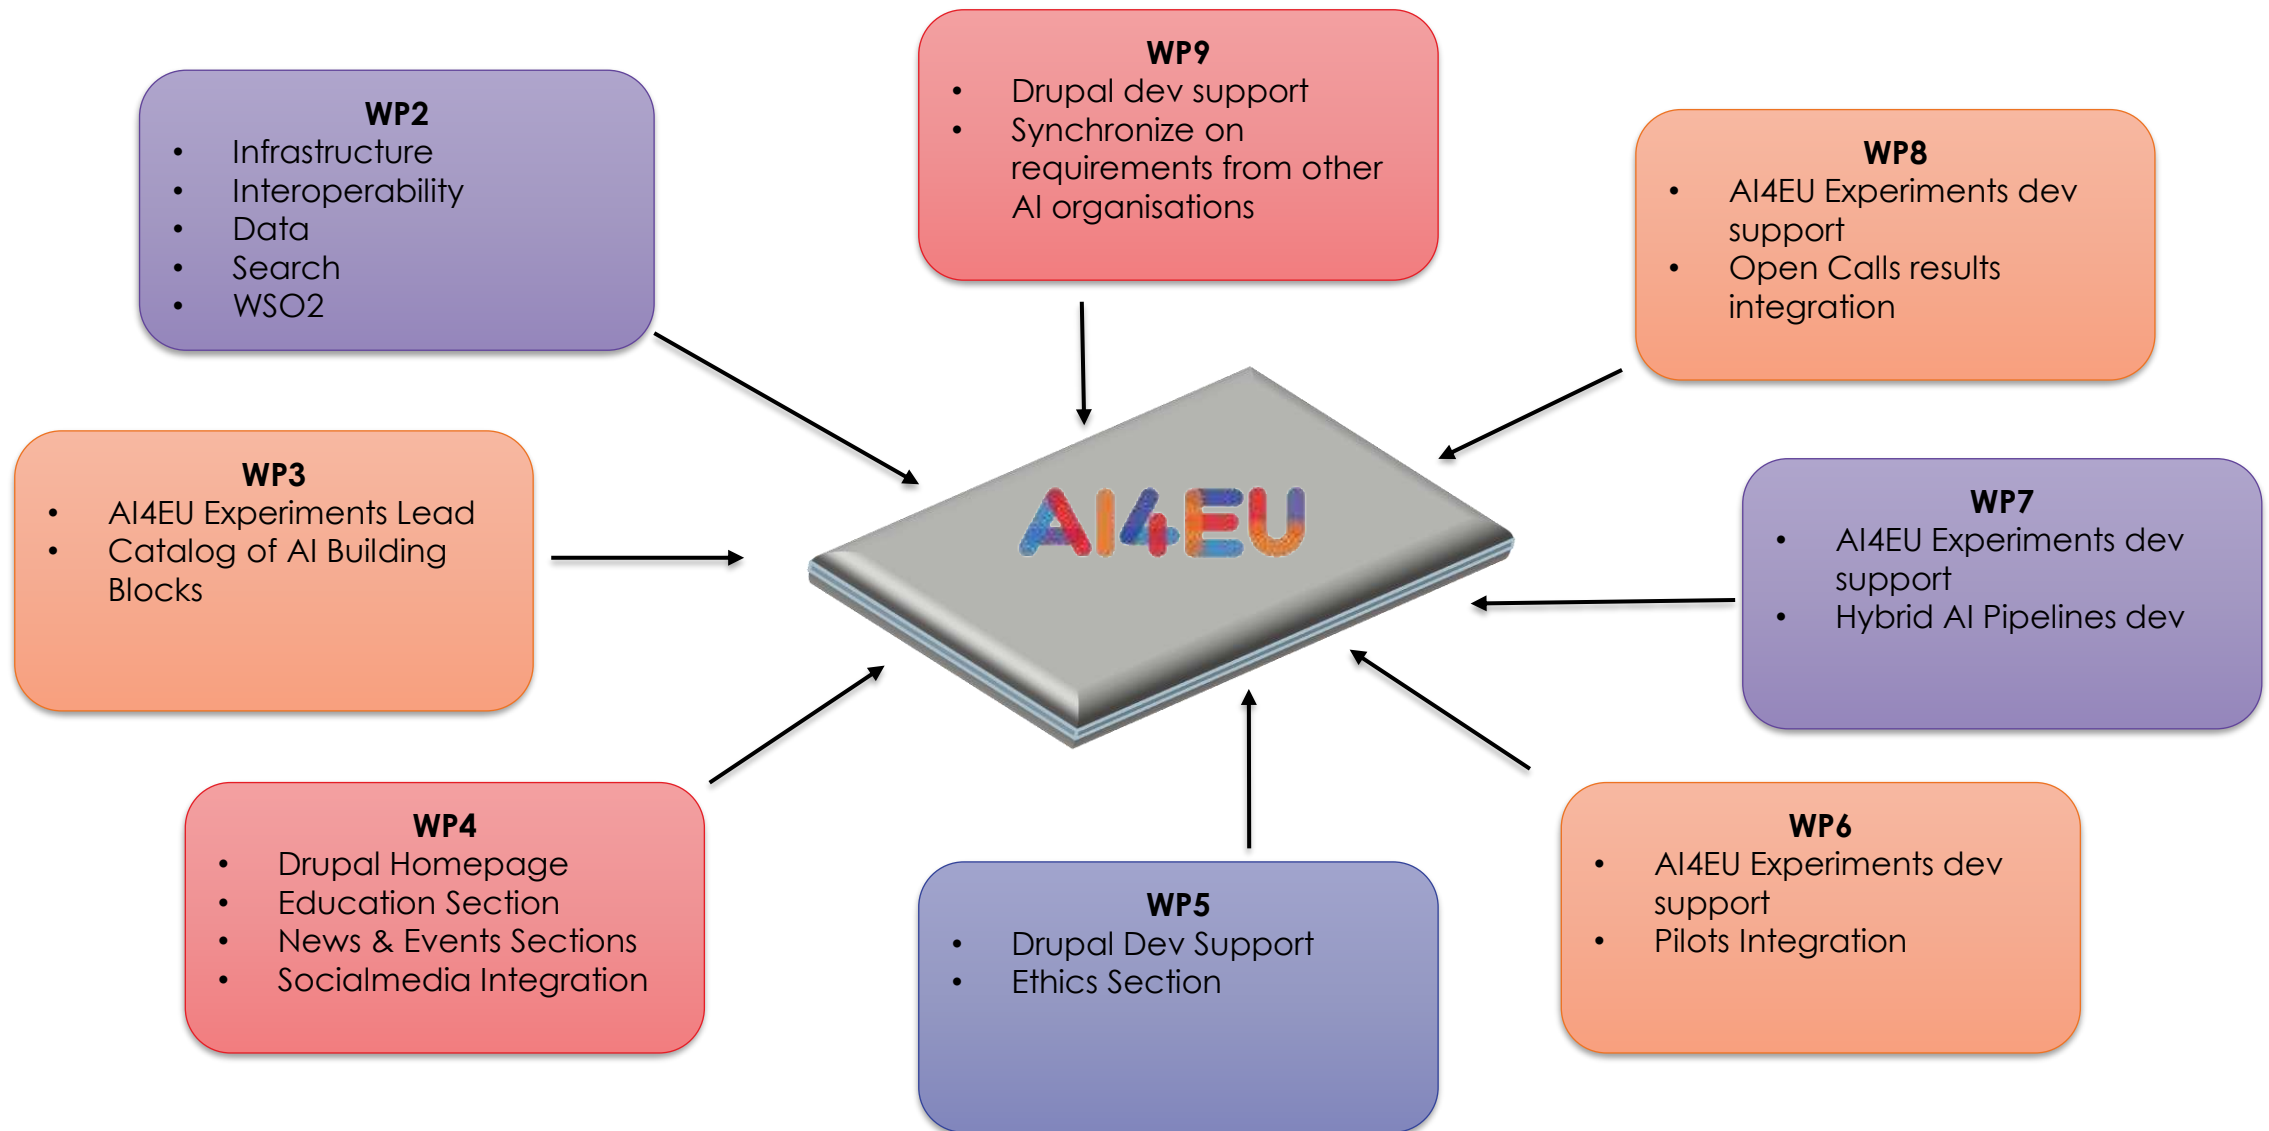 WP9
• Drupal dev support
• Synchronize on
requirements from other
AI organisations
WP2
• Infrastructure
• Interoperability
• Data
• Search
• WSO2
WP8
• AI4EU Experiments dev
support
• Open Calls results
integration
WP3
• AI4EU Experiments Lead
• Catalog of AI Building
Blocks
AI4EU
WP7
• AI4EU Experiments dev
support
• Hybrid AI Pipelines dev
WP4
• Drupal Homepage
• Education Section
• News & Events Sections
• Socialmedia Integration
WP5
• Drupal Dev Support
• Ethics Section
WP6
• AI4EU Experiments dev
support
• Pilots Integration